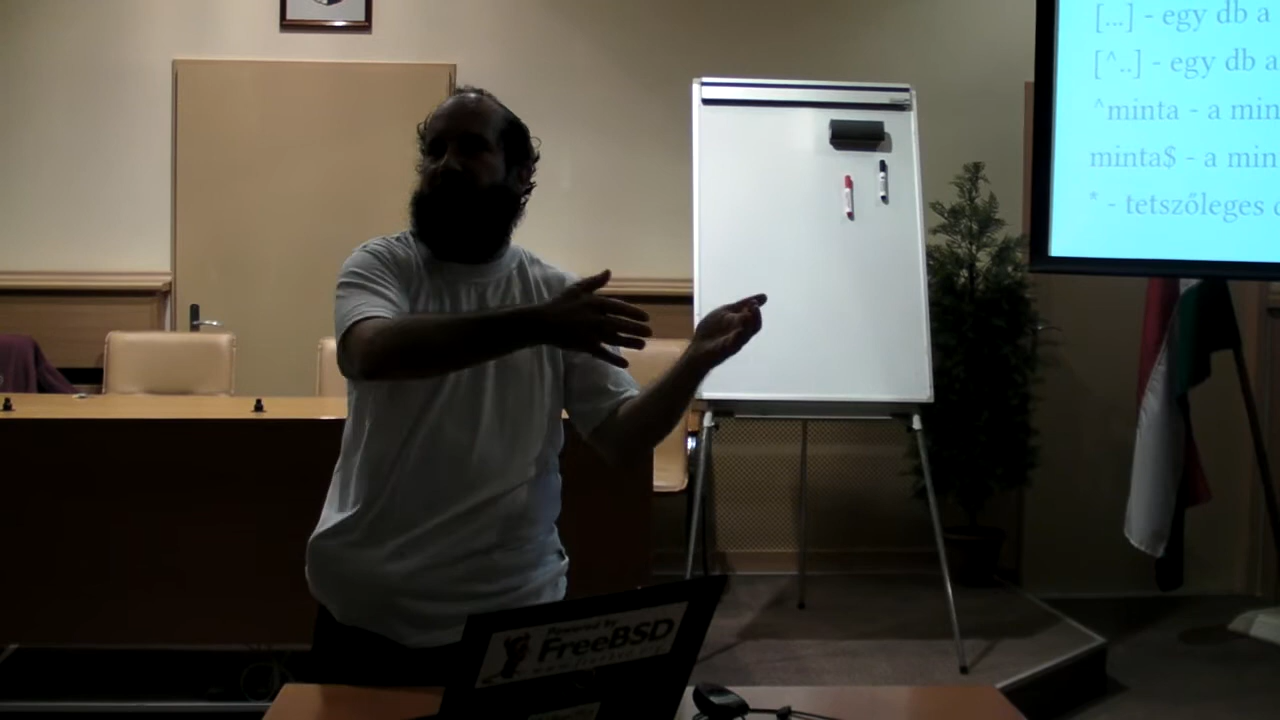 [...] - egy db a
[^..] - egy db a
^minta - a min
minta$ - a min
* - tetszőleges
Powered by
FreeBSD